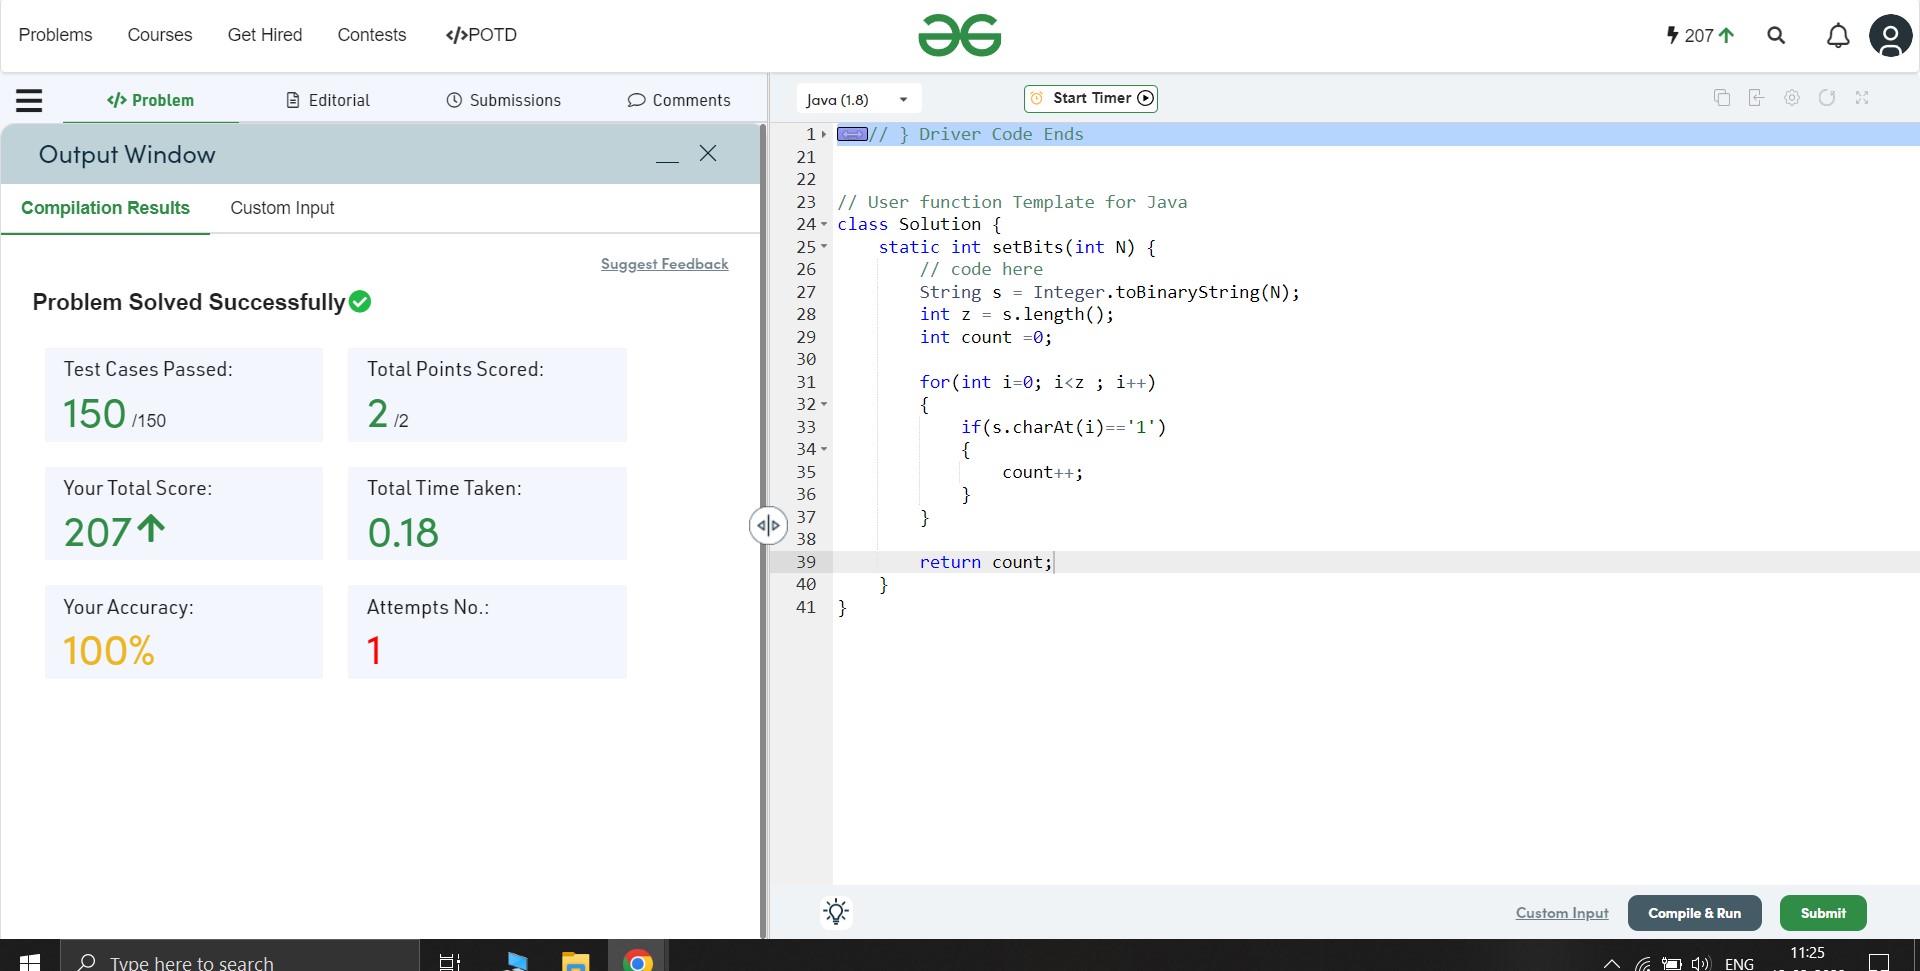 Problems Courses Get Hired Contests </>POTD
207
</> Problem Editorial Submissions Comments
Java (1.8) Start Timer
Output Window
Compilation Results Custom Input
Suggest Feedback
Problem Solved Successfully
Test Cases Passed:
150 /150
Total Points Scored:
2 /2
Your Total Score:
207
Total Time Taken:
0.18
Your Accuracy:
100%
Attempts No.:
1
1 // } Driver Code Ends
21
22
23 // User function Template for Java
24 class Solution {
25 static int setBits(int N) {
26 // code here
27 String s = Integer.toBinaryString(N);
28 int z = s.length();
29 int count =0;
30
31 for(int i=0; i<z ; i++)
32 {
33 if(s.charAt(i)=='1')
34 {
35 count++;
36 }
37 }
38
39 return count;
40 }
41 }
Custom Input Compile & Run Submit
Type here to search
ENG
11:25